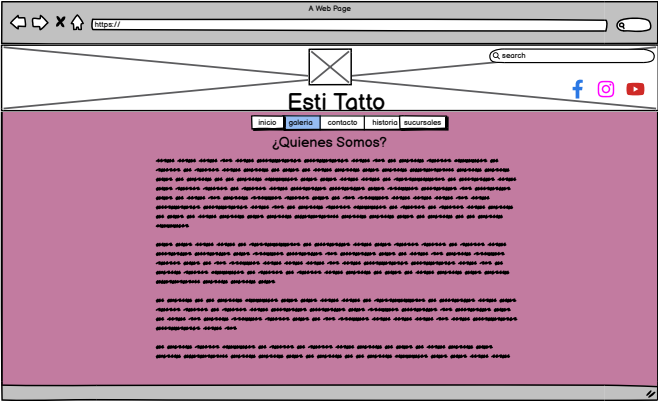 A Web Page
https://
search
Esti Tatto
inicio galeria contacto historia sucursales
¿Quienes Somos?